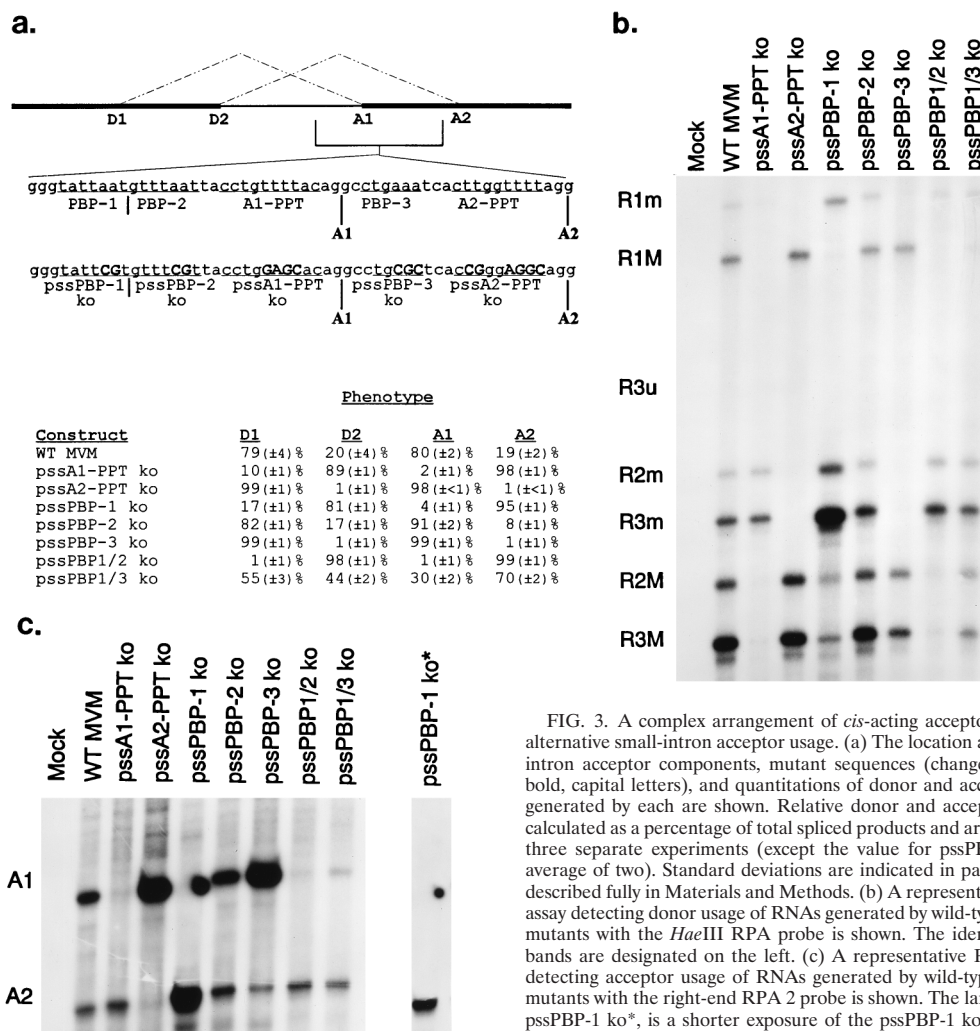 a.
D1 D2 A1 A2
gggtattaatgtttaattacctgttttacaggcctgaaatcacttggttttagg
PBP-1 PBP-2 A1-PPT PBP-3 A2-PPT
A1 A2
gggtattCGtgtttCGttacctgGAGCacaggcctgCGCtcacCGggAGGCagg
pssPBP-1 pssPBP-2 pssA1-PPT pssPBP-3 pssA2-PPT
ko ko ko ko ko
A1 A2
Phenotype
Construct D1 D2 A1 A2
WT MVM 79(±4)% 20(±4)% 80(±2)% 19(±2)%
pssA1-PPT ko 10(±1)% 89(±1)% 2(±1)% 98(±1)%
pssA2-PPT ko 99(±1)% 1(±1)% 98(±<1)% 1(±<1)%
pssPBP-1 ko 17(±1)% 81(±1)% 4(±1)% 95(±1)%
pssPBP-2 ko 82(±1)% 17(±1)% 91(±2)% 8(±1)%
pssPBP-3 ko 99(±1)% 1(±1)% 99(±1)% 1(±1)%
pssPBP1/2 ko 1(±1)% 98(±1)% 1(±1)% 99(±1)%
pssPBP1/3 ko 55(±3)% 44(±2)% 30(±2)% 70(±2)%
b.
Mock
WT MVM
pssA1-PPT ko
pssA2-PPT ko
pssPBP-1 ko
pssPBP-2 ko
pssPBP-3 ko
pssPBP1/2 ko
pssPBP1/3 ko
R1m
R1M
R3u
R2m
R3m
R2M
R3M
c.
Mock
WT MVM
pssA1-PPT ko
pssA2-PPT ko
pssPBP-1 ko
pssPBP-2 ko
pssPBP-3 ko
pssPBP1/2 ko
pssPBP1/3 ko
pssPBP-1 ko*
A1
A2
FIG. 3. A complex arrangement of cis-acting accepto
alternative small-intron acceptor usage. (a) The location a
intron acceptor components, mutant sequences (change
bold, capital letters), and quantitations of donor and acc
generated by each are shown. Relative donor and accep
calculated as a percentage of total spliced products and ar
three separate experiments (except the value for pssPI
average of two). Standard deviations are indicated in pa
described fully in Materials and Methods. (b) A represent
assay detecting donor usage of RNAs generated by wild-ty
mutants with the HaeIII RPA probe is shown. The iden
bands are designated on the left. (c) A representative R
detecting acceptor usage of RNAs generated by wild-type
mutants with the right-end RPA 2 probe is shown. The la
pssPBP-1 ko*, is a shorter exposure of the pssPBP-1 ko